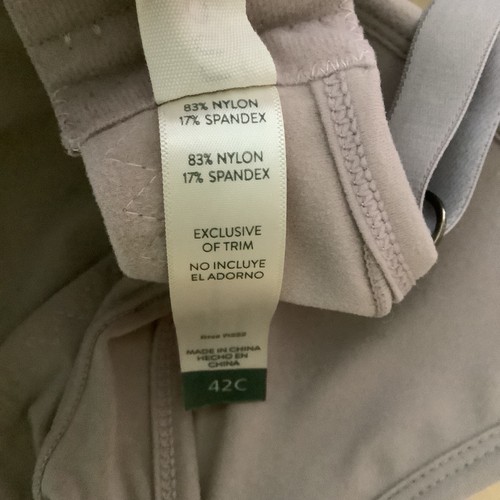 83% NYLON
17% SPANDEX
83% NYLON
17% SPANDEX
EXCLUSIVE
OF TRIM
NO INCLUYE
EL ADORNO
MADE IN CHINA
HECHO EN
CHINA
42C